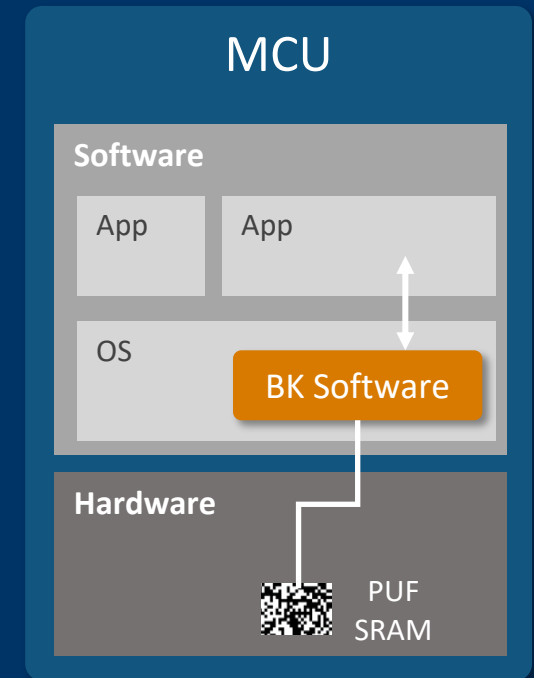 MCU
Software
App
App
OS
BK Software
Hardware
PUF
SRAM